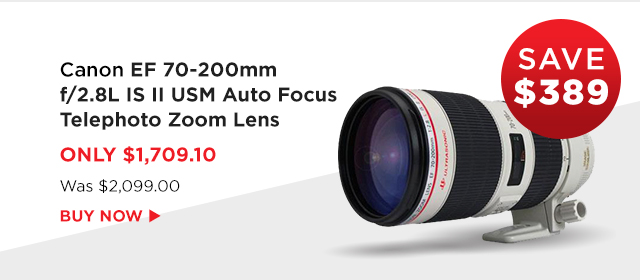 Canon EF 70-200mm
f/2.8L IS II USM Auto Focus
Telephoto Zoom Lens
ONLY $1,709.10
Was $2,099.00
BUY NOW
SAVE
$389
ULTRASONIC